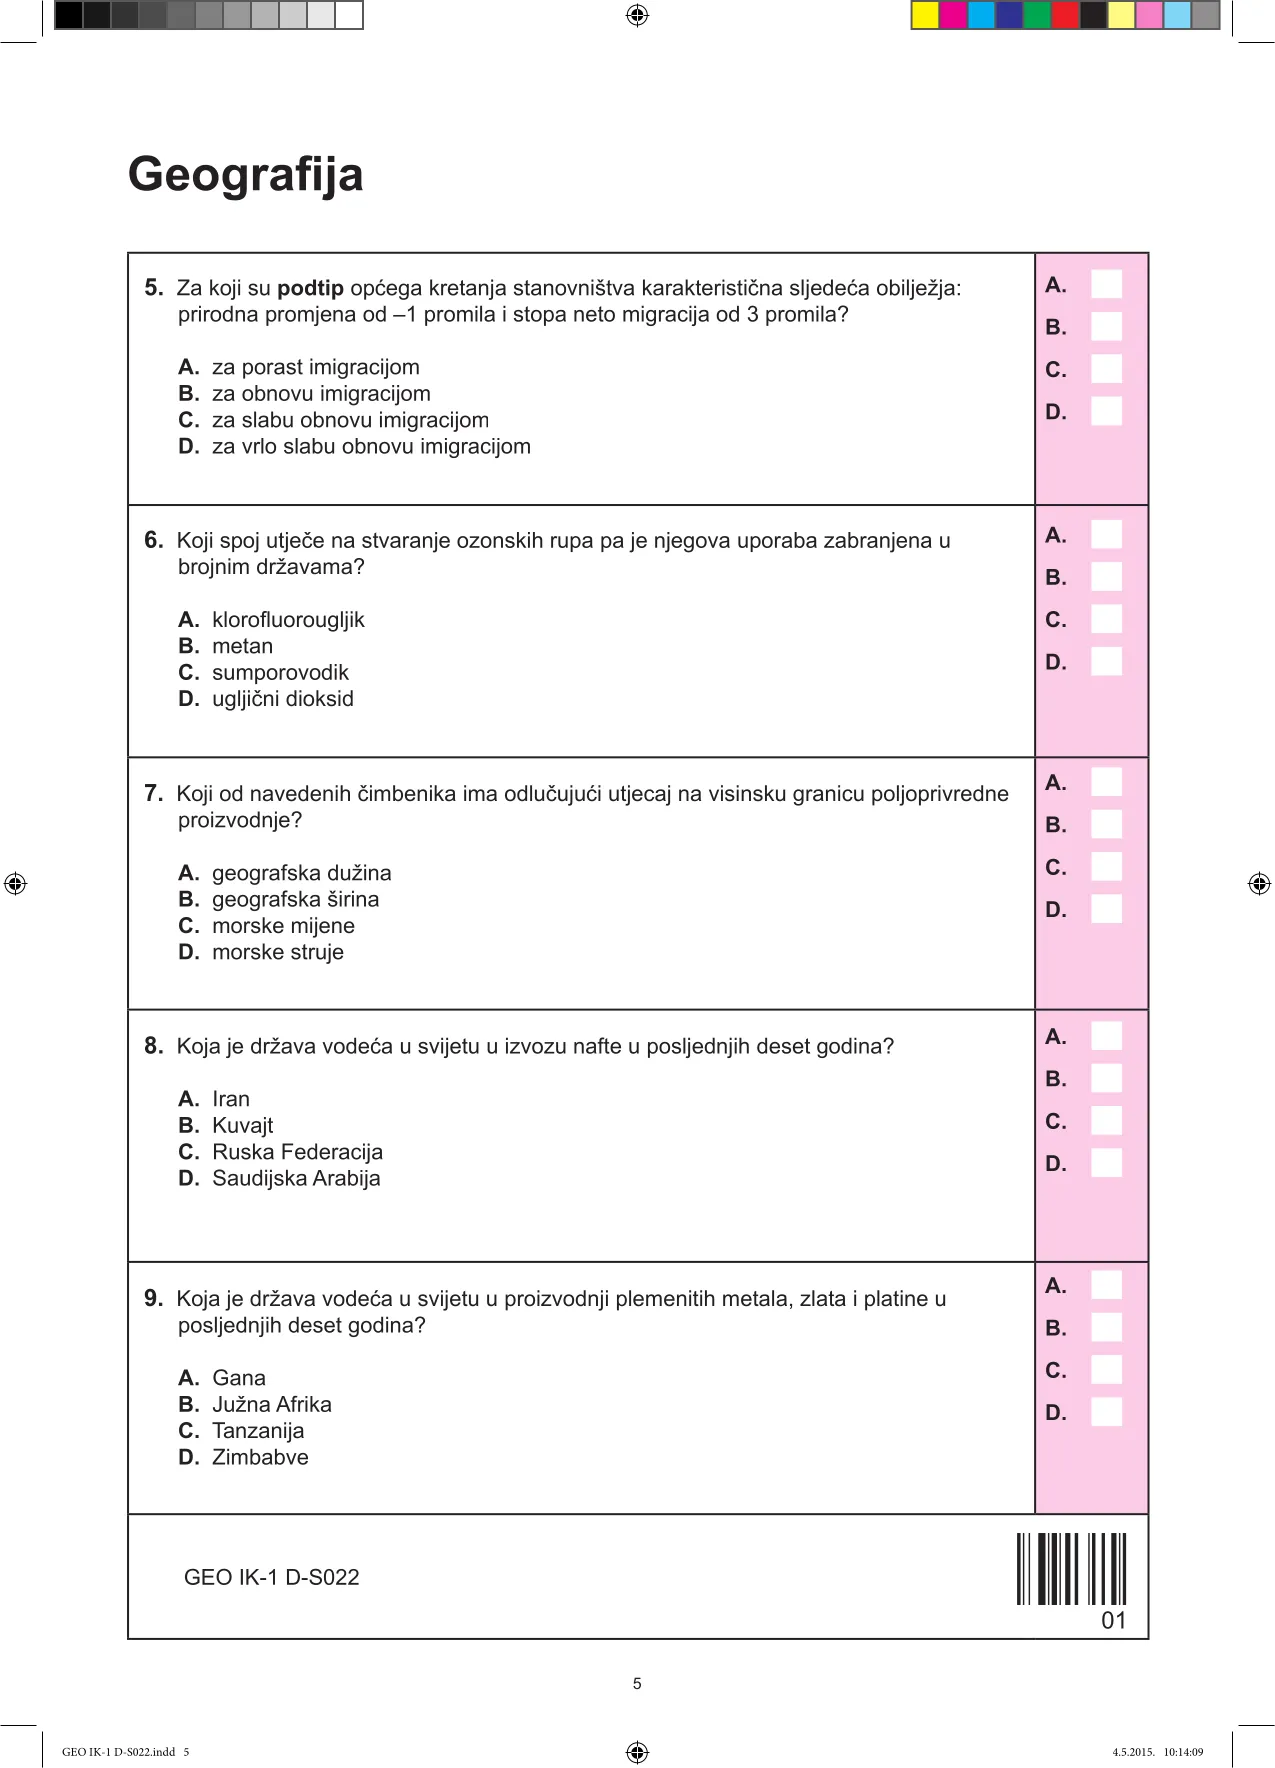 Geografija
5. Za koji su podtip općega kretanja stanovništva karakteristična sljedeća obilježja:
prirodna promjena od –1 promila i stopa neto migracija od 3 promila?
A. za porast imigracijom
B. za obnovu imigracijom
C. za slabu obnovu imigracijom
D. za vrlo slabu obnovu imigracijom
A.
B.
C.
D.
6. Koji spoj utječe na stvaranje ozonskih rupa pa je njegova uporaba zabranjena u
brojnim državama?
A. klorofluorougljik
B. metan
C. sumporovodik
D. ugljični dioksid
A.
B.
C.
D.
7. Koji od navedenih čimbenika ima odlučujući utjecaj na visinsku granicu poljoprivredne
proizvodnje?
A. geografska dužina
B. geografska širina
C. morske mijene
D. morske struje
A.
B.
C.
D.
8. Koja je država vodeća u svijetu u izvozu nafte u posljednjih deset godina?
A. Iran
B. Kuvajt
C. Ruska Federacija
D. Saudijska Arabija
A.
B.
C.
D.
9. Koja je država vodeća u svijetu u proizvodnji plemenitih metala, zlata i platine u
posljednjih deset godina?
A. Gana
B. Južna Afrika
C. Tanzanija
D. Zimbabve
A.
B.
C.
D.
GEO IK-1 D-S022
01
5
GEO IK-1 D-S022.indd 5
4.5.2015. 10:14:09